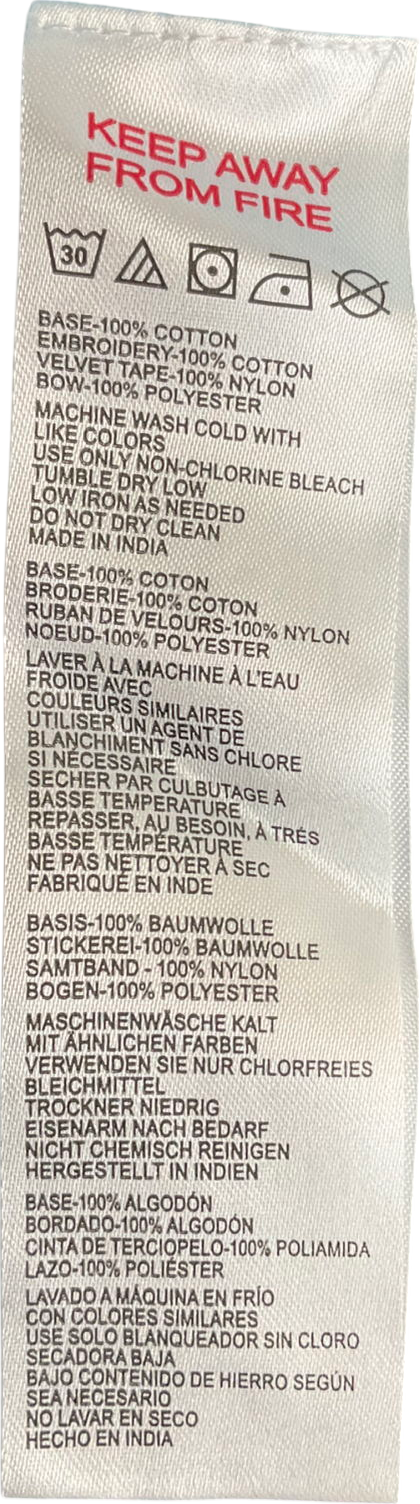 KEEP AWAY
FROM FIRE
30
BASE-100% COTTON
EMBROIDERY-100% COTTON
VELVET TAPE-100% NYLON
BOW-100% POLYESTER
MACHINE WASH COLD WITH
LIKE COLORS
USE ONLY NON-CHLORINE BLEACH
TUMBLE DRY LOW
LOW IRON AS NEEDED
DO NOT DRY CLEAN
MADE IN INDIA
BASE-100% COTON
BRODERIE-100% COTON
RUBAN DE VELOURS-100% NYLON
NOEUD-100% POLYESTER
LAVER À LA MACHINE À L'EAU
FROIDE AVEC
COULEURS SIMILAIRES
UTILISER UN AGENT DE
BLANCHIMENT SANS CHLORE
SI NÉCESSAIRE
SECHER PAR CULBUTAGE À
BASSE TEMPERATURE
REPASSER, AU BESOIN, À TRÉS
BASSE TEMPÉRATURE
NE PAS NETTOYER À SEC
FABRIQUÉ EN INDE
BASIS-100% BAUMWOLLE
STICKEREI-100% BAUMWOLLE
SAMTBAND - 100% NYLON
BOGEN-100% POLYESTER
MASCHINENWÄSCHE KALT
MIT ÄHNLICHEN FARBEN
VERWENDEN SIE NUR CHLORFREIES
BLEICHMITTEL
TROCKNER NIEDRIG
EISENARM NACH BEDARF
NICHT CHEMISCH REINIGEN
HERGESTELLT IN INDIEN
BASE-100% ALGODÓN
BORDADO-100% ALGODÓN
CINTA DE TERCIOPELO-100% POLIAMIDA
LAZO-100% POLIÉSTER
LAVADO A MÁQUINA EN FRÍO
CON COLORES SIMILARES
USE SOLO BLANQUEADOR SIN CLORO
SECADORA BAJA
BAJO CONTENIDO DE HIERRO SEGÚN
SEA NECESARIO
NO LAVAR EN SECO
HECHO EN INDIA